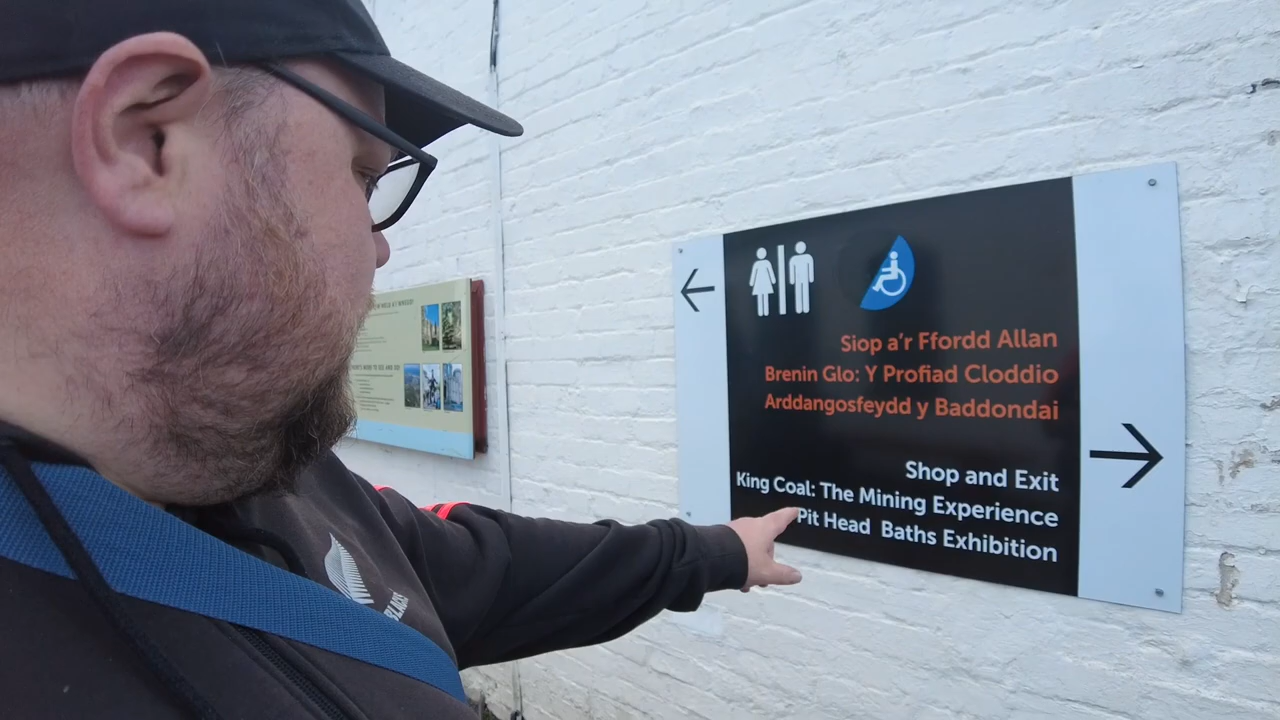 Siop a'r Ffordd Allan
Brenin Glo: Y Profiad Cloddio
Arddangosfeydd y Baddondai
Shop and Exit
King Coal: The Mining Experience
Pit Head Baths Exhibition